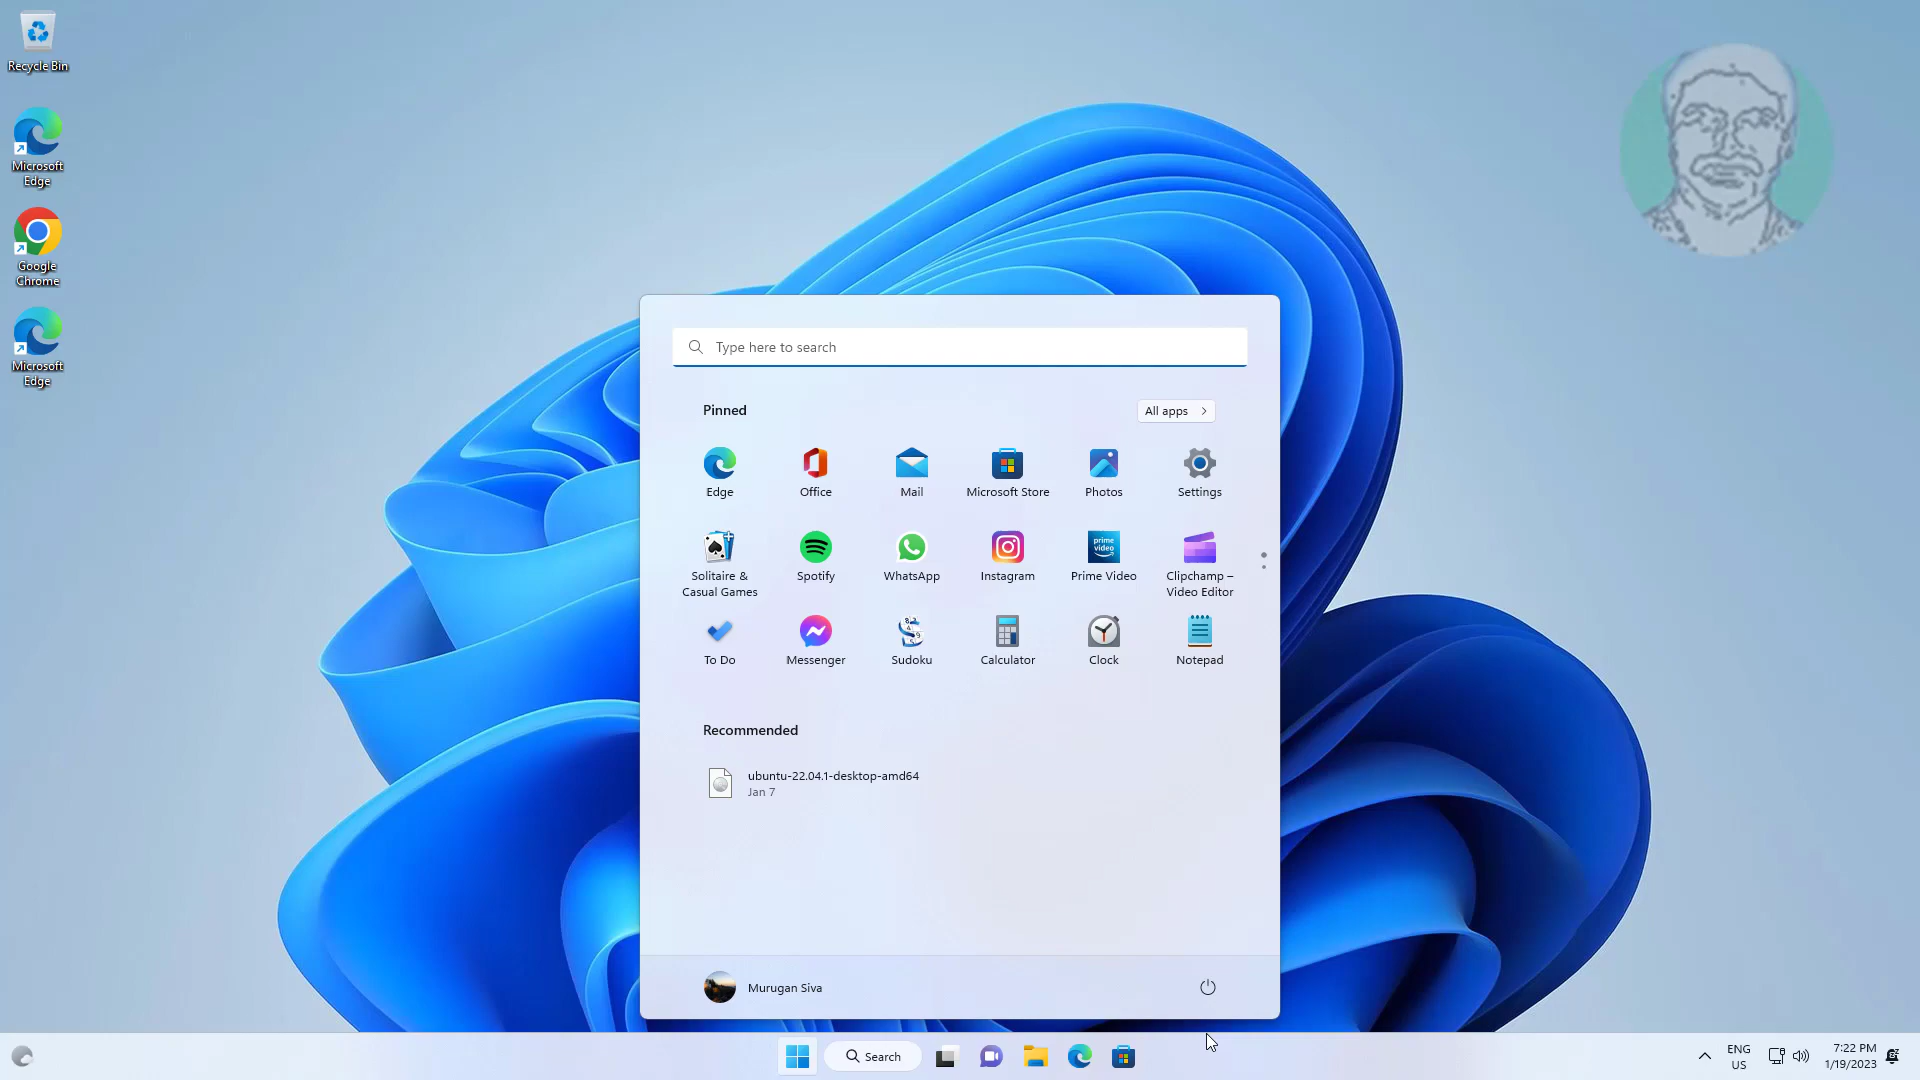 Recycle Bin
Microsoft
Edge
Google
Chrome
Microsoft
Edge
Type here to search
Pinned
All apps
Edge
Office
Mail
Microsoft Store
Photos
Settings
prime
video
Solitaire &
Casual Games
Spotify
WhatsApp
Instagram
Prime Video
Clipchamp –
Video Editor
To Do
Messenger
Sudoku
Calculator
Clock
Notepad
Recommended
ubuntu-22.04.1-desktop-amd64
Jan 7
Murugan Siva
Search
ENG
US
7:22 PM
1/19/2023